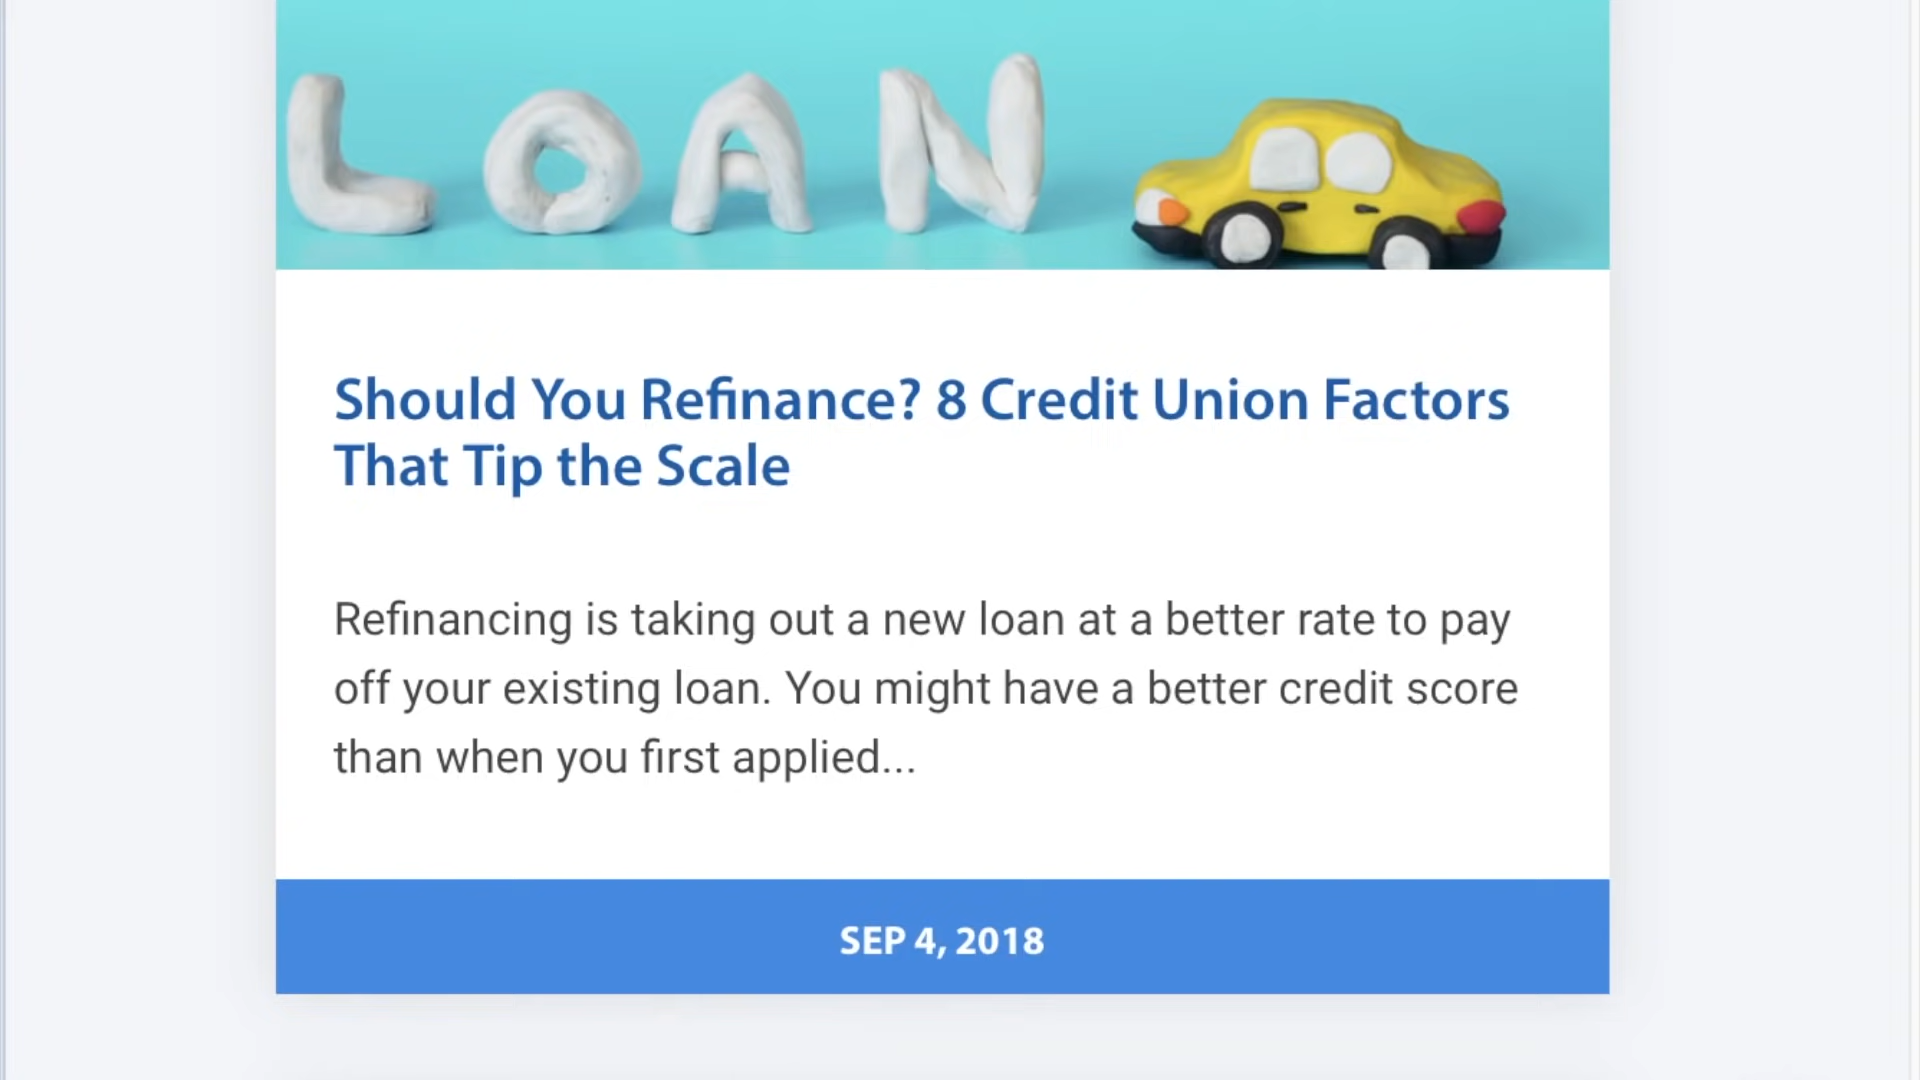 LOAN
Should You Refinance? 8 Credit Union Factors
That Tip the Scale
Refinancing is taking out a new loan at a better rate to pay
off your existing loan. You might have a better credit score
than when you first applied...
SEP 4, 2018